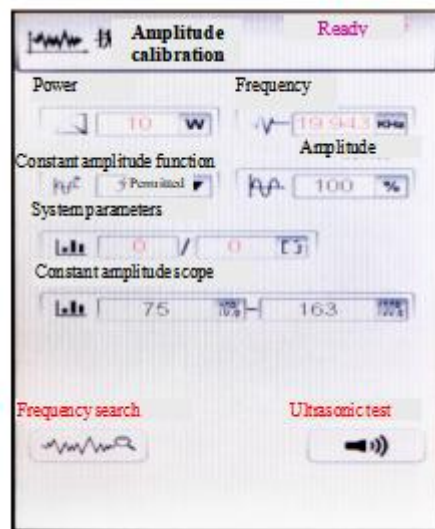 Amplitude calibration
Ready
Power
Frequency
10 W
19.943 KHz
Constant amplitude function
Amplitude
Permitted
100 %
System parameters
0 / 0
Constant amplitude scope
75
163
Frequency search
Ultrasonic test